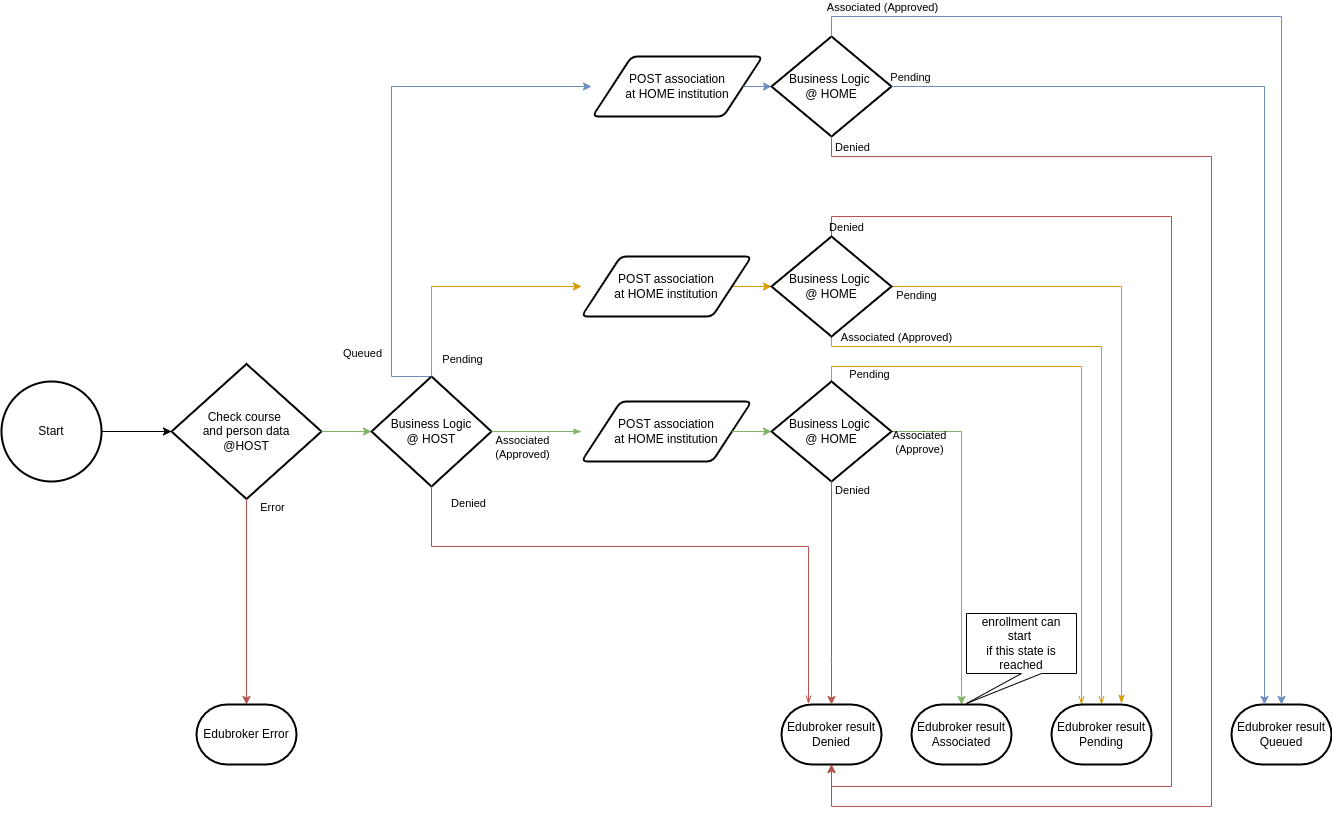 Associated (Approved)
POST association
at HOME institution
Business Logic
@ HOME
Pending
Denied
Denied
POST association
at HOME institution
Business Logic
@ HOME
Pending
Associated (Approved)
Queued
Pending
Pending
Start
Check course
and person data
@HOST
Business Logic
@ HOST
Associated
(Approved)
POST association
at HOME institution
Business Logic
@ HOME
Associated
(Approve)
Denied
Error
Denied
enrollment can
start
if this state is
reached
Edubroker Error
Edubroker result
Denied
Edubroker result
Associated
Edubroker result
Pending
Edubroker result
Queued